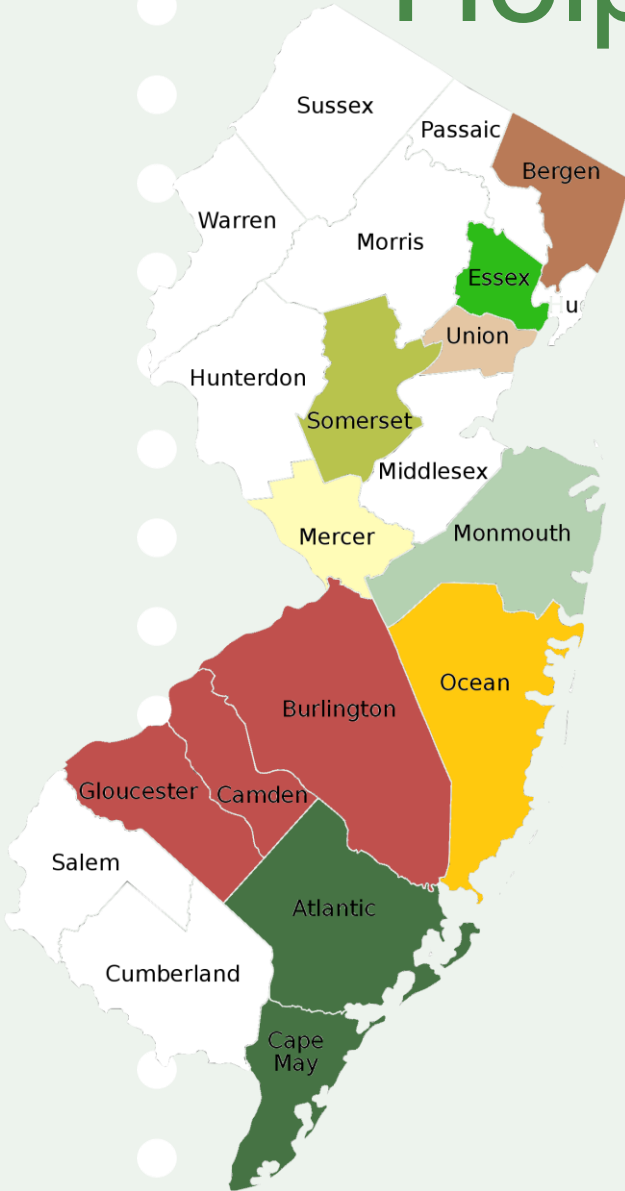 Sussex
Passaic
Bergen
Warren
Morris
Essex
u
Union
Hunterdon
Somerset
Middlesex
Monmouth
Mercer
Ocean
Burlington
Gloucester
Camden
Salem
Atlantic
Cumberland
Cape
May